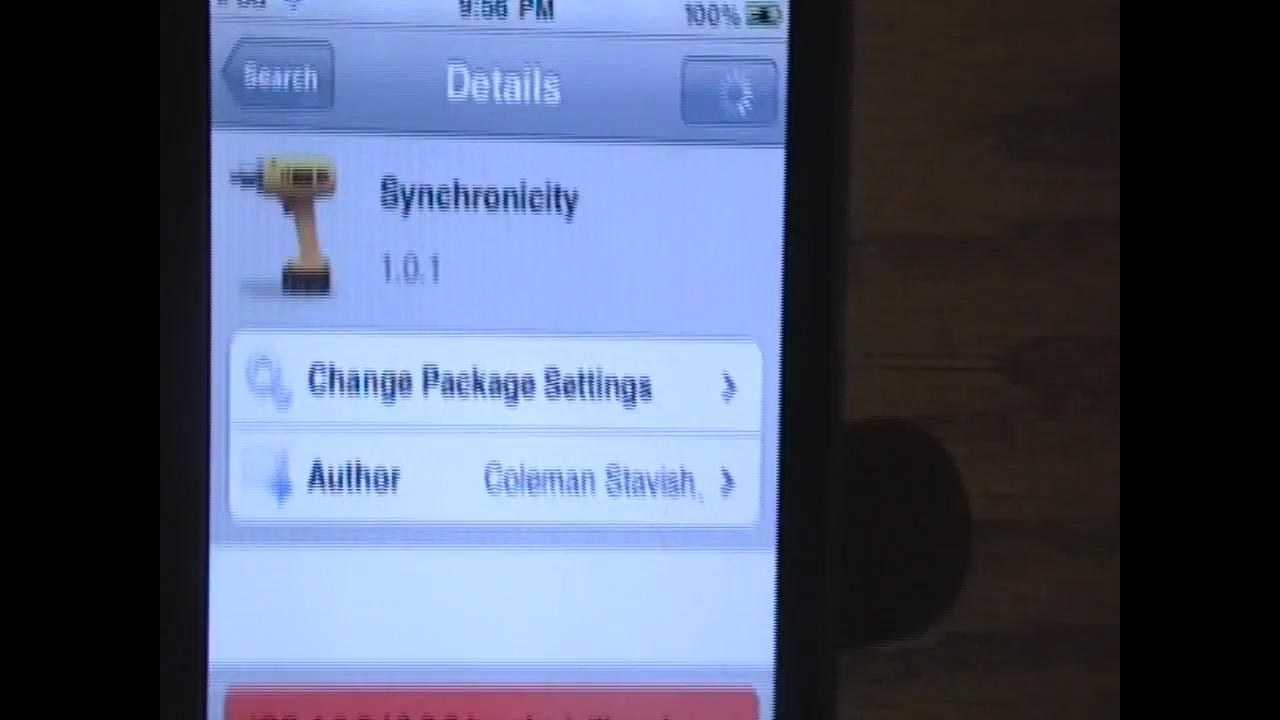 9:56 PM 100%
Search Details
Synchronicity
1.0.1
Change Package Settings
Author Coleman Stavish,